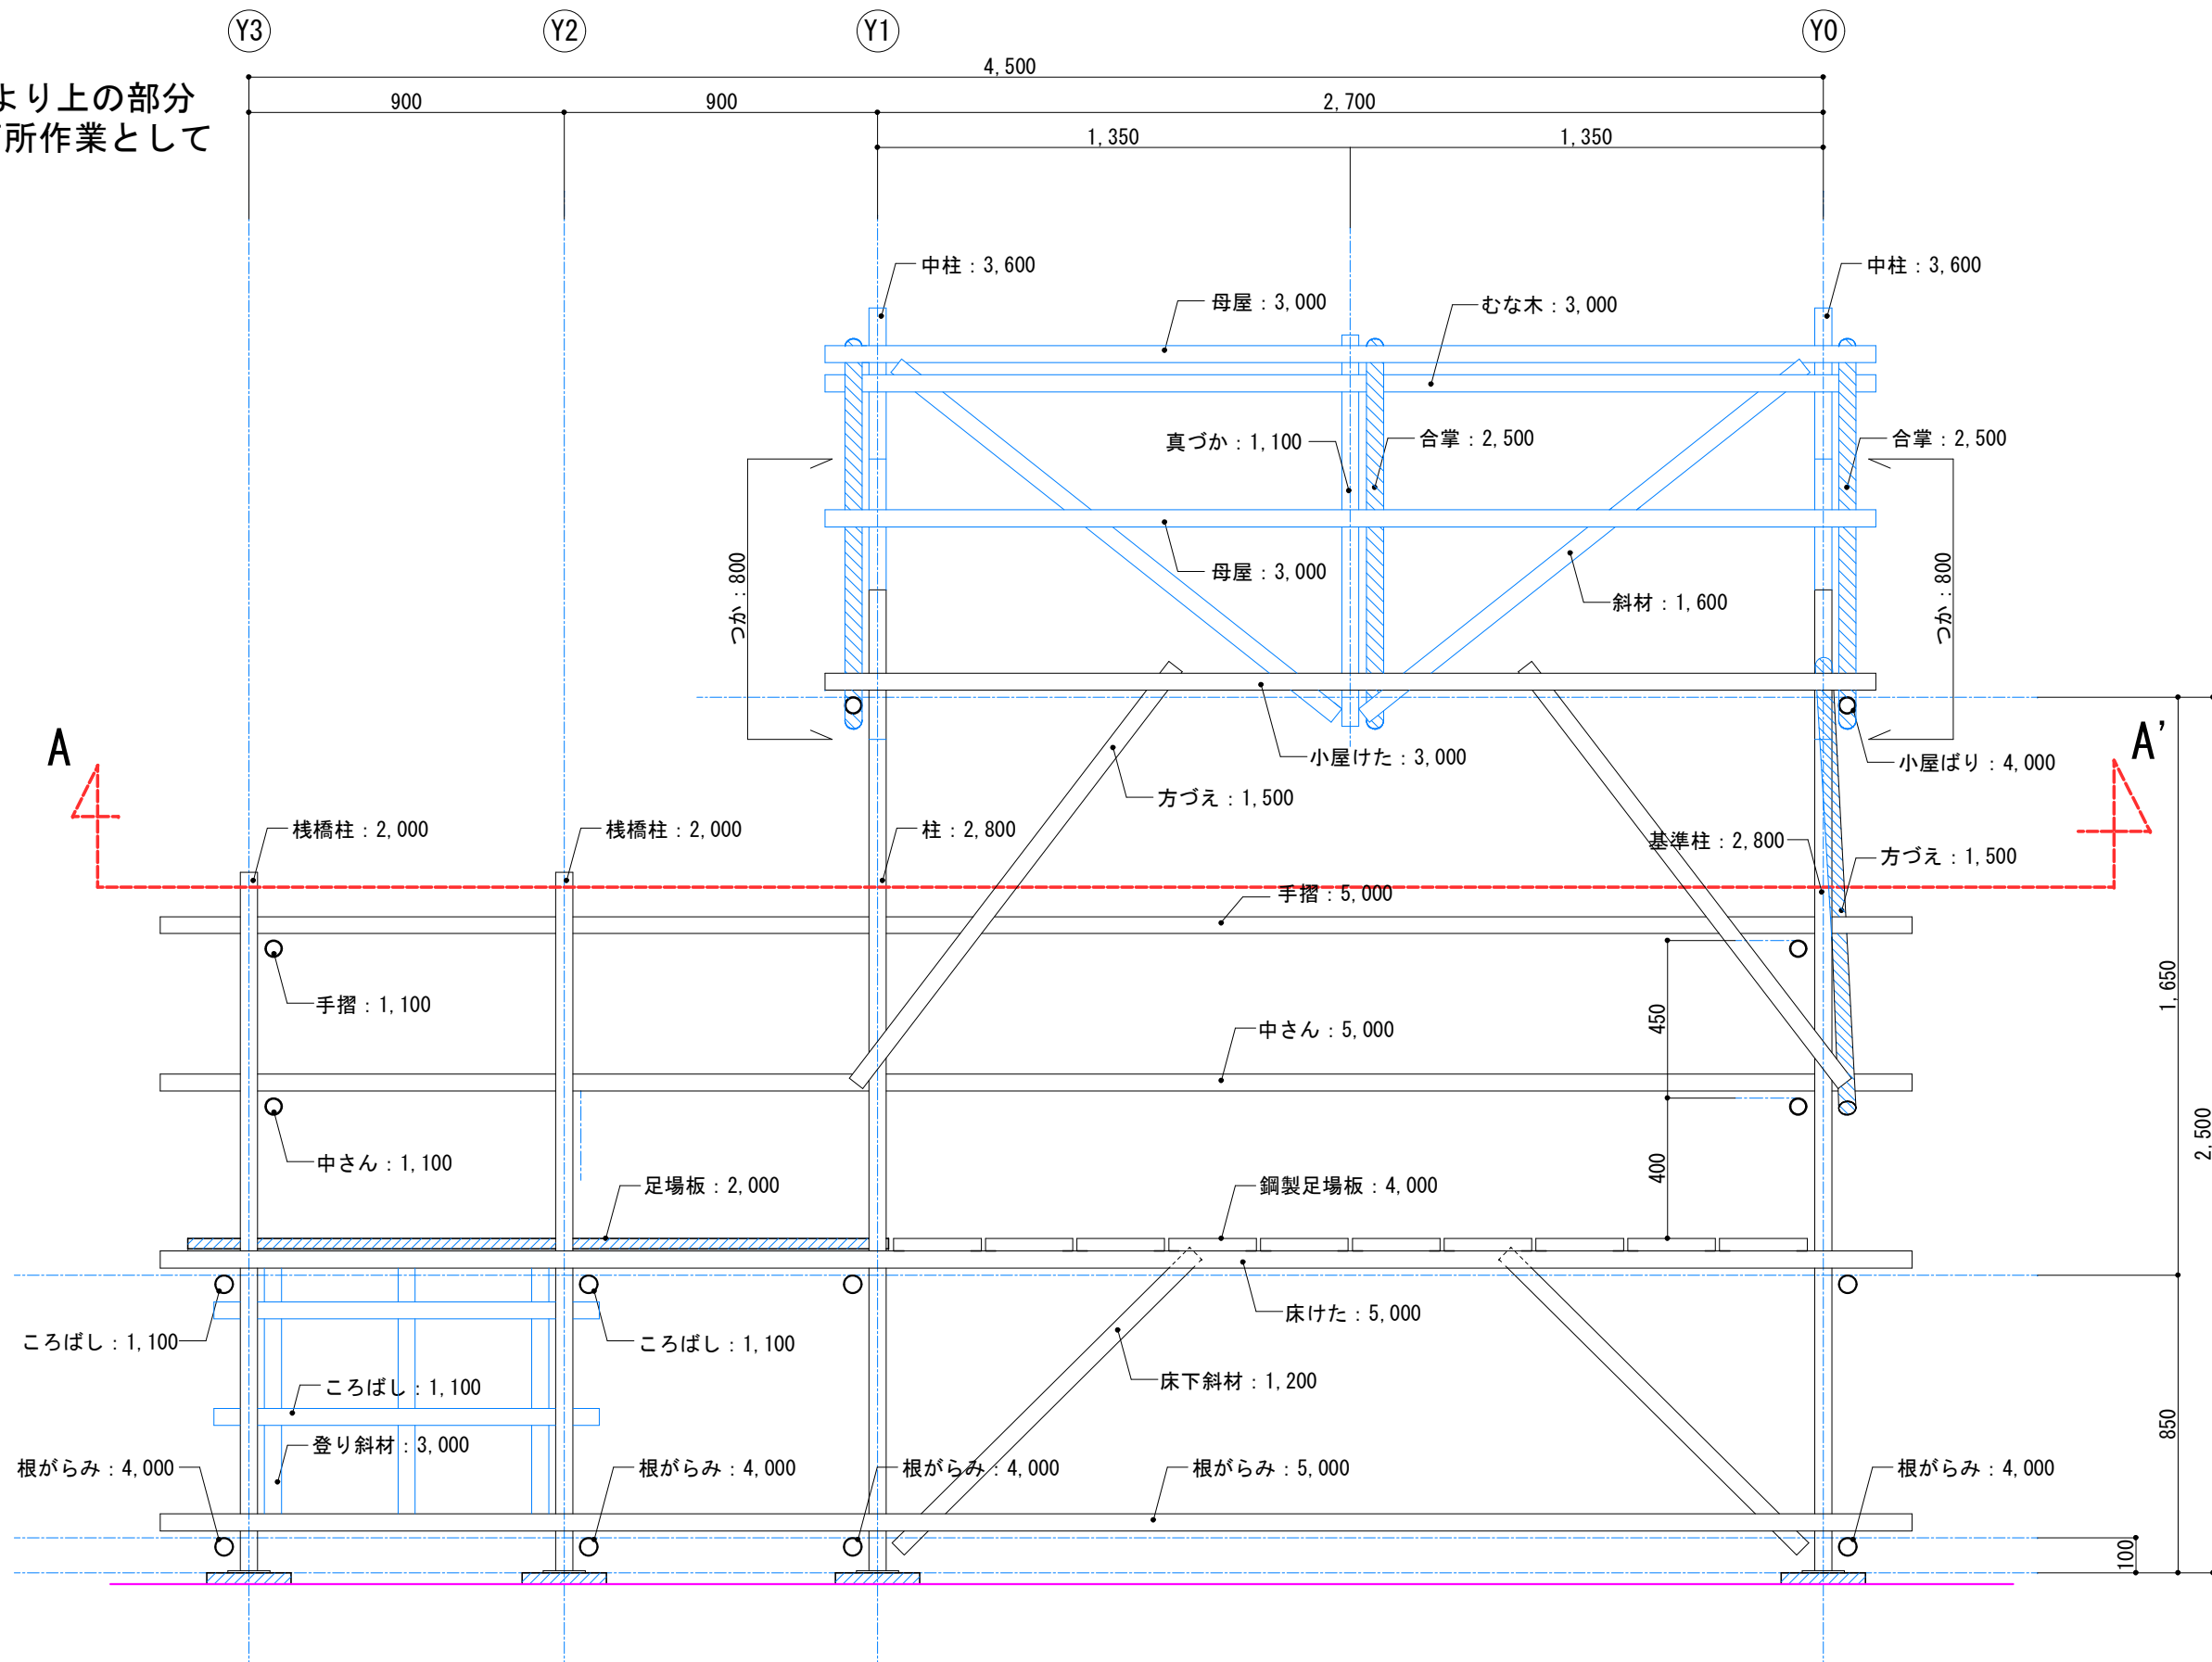 Y3
Y2
Y1
Y0
4,500
より上の部分
900
900
2,700
所作業として
1,350
1,350
中柱：3,600
中柱：3,600
母屋：3,000
むな木：3,000
真づか：1,100
合掌：2,500
合掌：2,500
つか：800
母屋：3,000
斜材：1,600
つか：800
A
A'
小屋けた：3,000
小屋ばり：4,000
方づえ：1,500
桟橋柱：2,000
桟橋柱：2,000
柱：2,800
基準柱：2,800
方づえ：1,500
手摺：5,000
手摺：1,100
450
1,650
中さん：5,000
中さん：1,100
400
2,500
足場板：2,000
鋼製足場板：4,000
床けた：5,000
ころばし：1,100
ころばし：1,100
ころばし：1,100
床下斜材：1,200
登り斜材：3,000
850
根がらみ：4,000
根がらみ：4,000
根がらみ：4,000
根がらみ：5,000
根がらみ：4,000
100